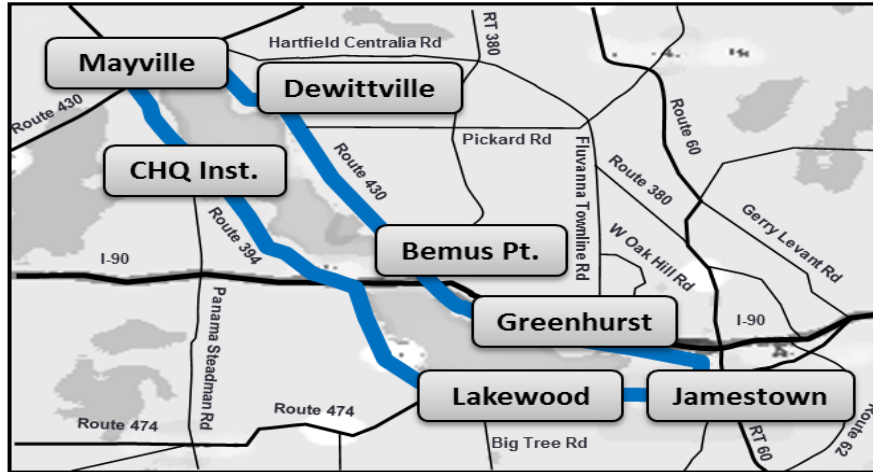 Hartfield Centralia Rd
RT 380
Mayville
Dewittville
Route 430
Pickard Rd
Route 60
CHQ Inst.
Route 430
Fluvanna Townline Rd
Route 380
Gerry Levant Rd
Route 394
Bemus Pt.
W Oak Hill Rd
I-90
Panama Steadman Rd
Greenhurst
I-90
Lakewood
Jamestown
Route 474
Route 474
Big Tree Rd
RT 60
Route 62